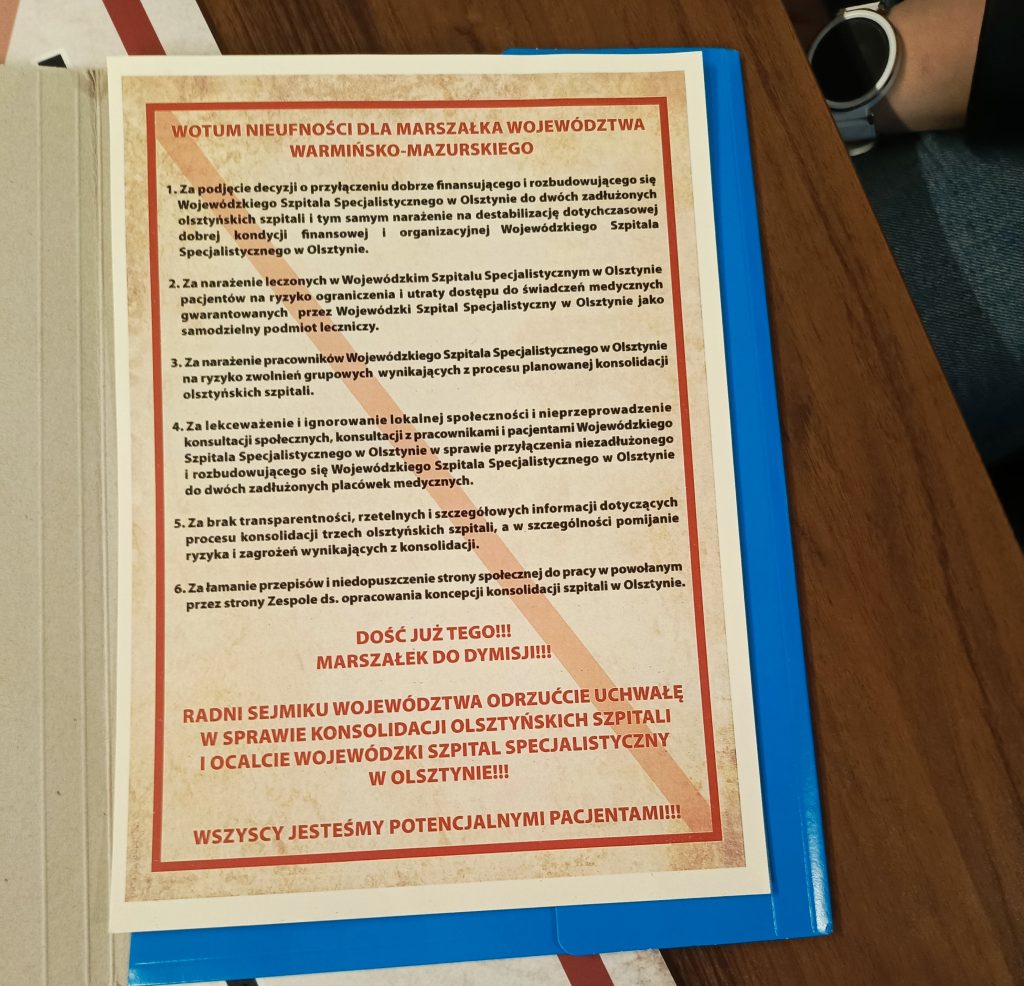 WOTUM NIEUFNOŚCI DLA MARSZAŁKA WOJEWÓDZTWA
WARMIŃSKO-MAZURSKIEGO
1. Za podjęcie decyzji o przyłączeniu dobrze finansującego i rozbudowującego się
Wojewódzkiego Szpitala Specjalistycznego w Olsztynie do dwóch zadłużonych
olsztyńskich szpitali i tym samym narażenie na destabilizację dotychczasowej
dobrej kondycji finansowej i organizacyjnej Wojewódzkiego Szpitala
Specjalistycznego w Olsztynie.
2. Za narażenie leczonych w Wojewódzkim Szpitalu Specjalistycznym w Olsztynie
pacjentów na ryzyko ograniczenia i utraty dostępu do świadczeń medycznych
gwarantowanych przez Wojewódzki Szpital Specjalistyczny w Olsztynie jako
samodzielny podmiot leczniczy.
3. Za narażenie pracowników Wojewódzkiego Szpitala Specjalistycznego w Olsztynie
na ryzyko zwolnień grupowych wynikających z procesu planowanej konsolidacji
olsztyńskich szpitali.
4. Za lekceważenie i ignorowanie lokalnej społeczności i nieprzeprowadzenie
konsultacji społecznych, konsultacji z pracownikami i pacjentami Wojewódzkiego
Szpitala Specjalistycznego w Olsztynie w sprawie przyłączenia niezadłużonego
i rozbudowującego się Wojewódzkiego Szpitala Specjalistycznego w Olsztynie
do dwóch zadłużonych placówek medycznych.
5. Za brak transparentności, rzetelnych i szczegółowych informacji dotyczących
procesu konsolidacji trzech olsztyńskich szpitali, a w szczególności pomijanie
ryzyka i zagrożeń wynikających z konsolidacji.
6. Za łamanie przepisów i niedopuszczenie strony społecznej do pracy w powołanym
przez strony Zespole ds. opracowania koncepcji konsolidacji szpitali w Olsztynie.
DOŚĆ JUŻ TEGO!!!
MARSZAŁEK DO DYMISJI!!!
RADNI SEJMIKU WOJEWÓDZTWA ODRZUĆCIE UCHWAŁĘ
W SPRAWIE KONSOLIDACJI OLSZTYŃSKICH SZPITALI
I OCALCIE WOJEWÓDZKI SZPITAL SPECJALISTYCZNY
W OLSZTYNIE!!!
WSZYSCY JESTEŚMY POTENCJALNYMI PACJENTAMI!!!